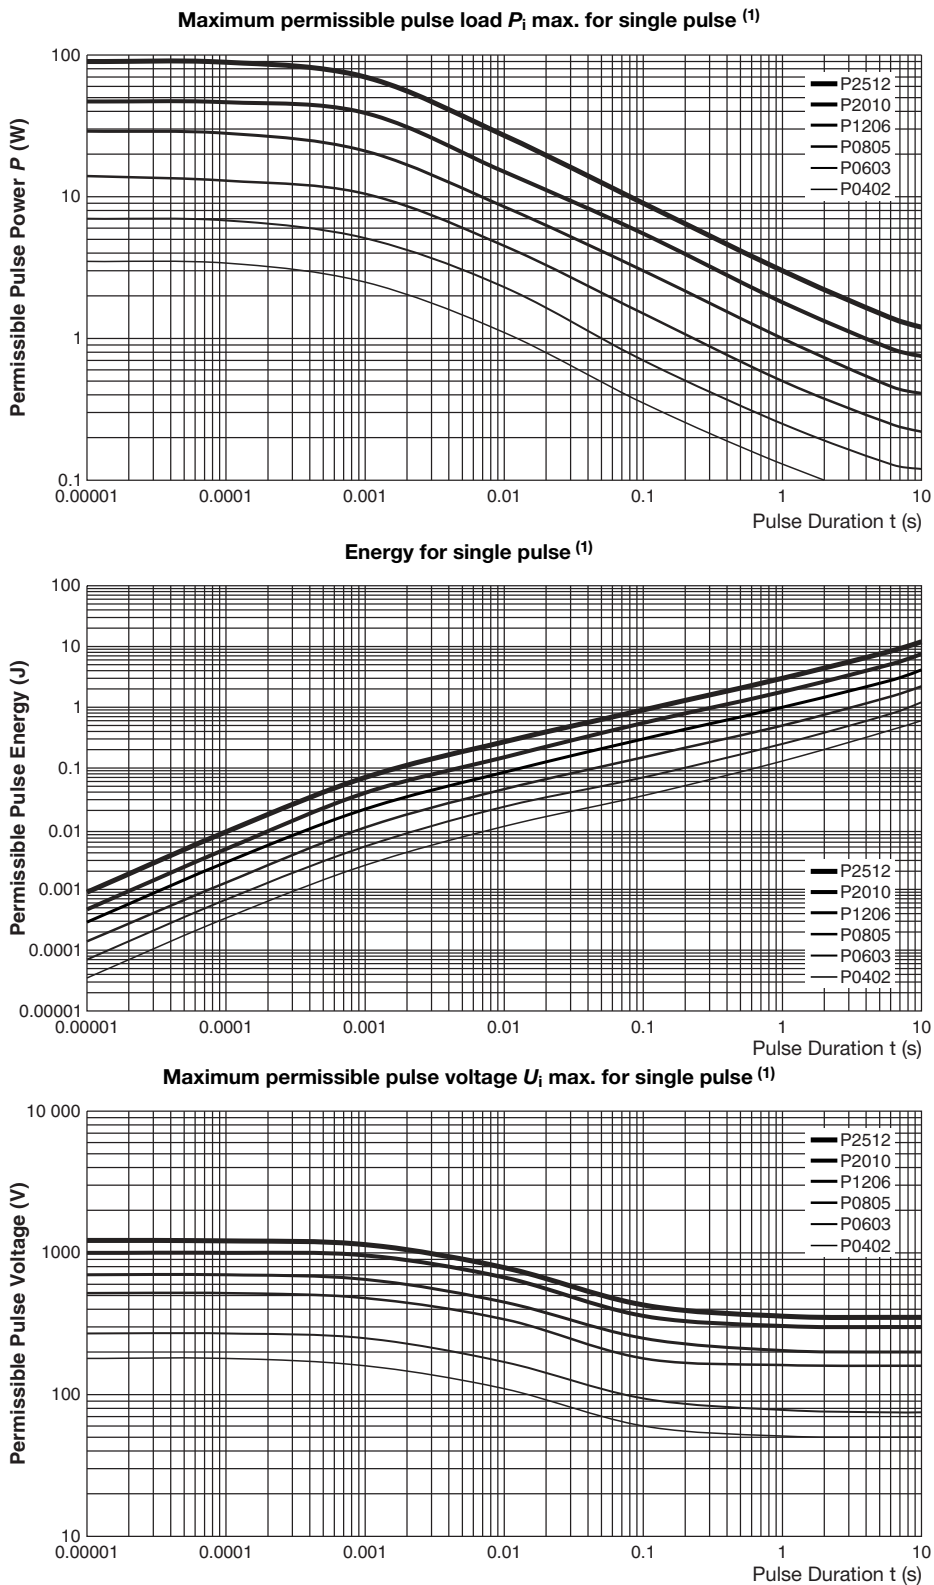 Maximum permissible pulse load Pi max. for single pulse (1)
Permissible Pulse Power P (W)
100
10
1
0.1
P2512
P2010
P1206
P0805
P0603
P0402
0.00001 0.0001 0.001 0.01 0.1 1 10
Pulse Duration t (s)
Energy for single pulse (1)
Permissible Pulse Energy (J)
100
10
1
0.1
0.01
0.001
0.0001
0.00001
P2512
P2010
P1206
P0805
P0603
P0402
0.00001 0.0001 0.001 0.01 0.1 1 10
Pulse Duration t (s)
Maximum permissible pulse voltage Ui max. for single pulse (1)
Permissible Pulse Voltage (V)
10 000
1000
100
10
P2512
P2010
P1206
P0805
P0603
P0402
0.00001 0.0001 0.001 0.01 0.1 1 10
Pulse Duration t (s)